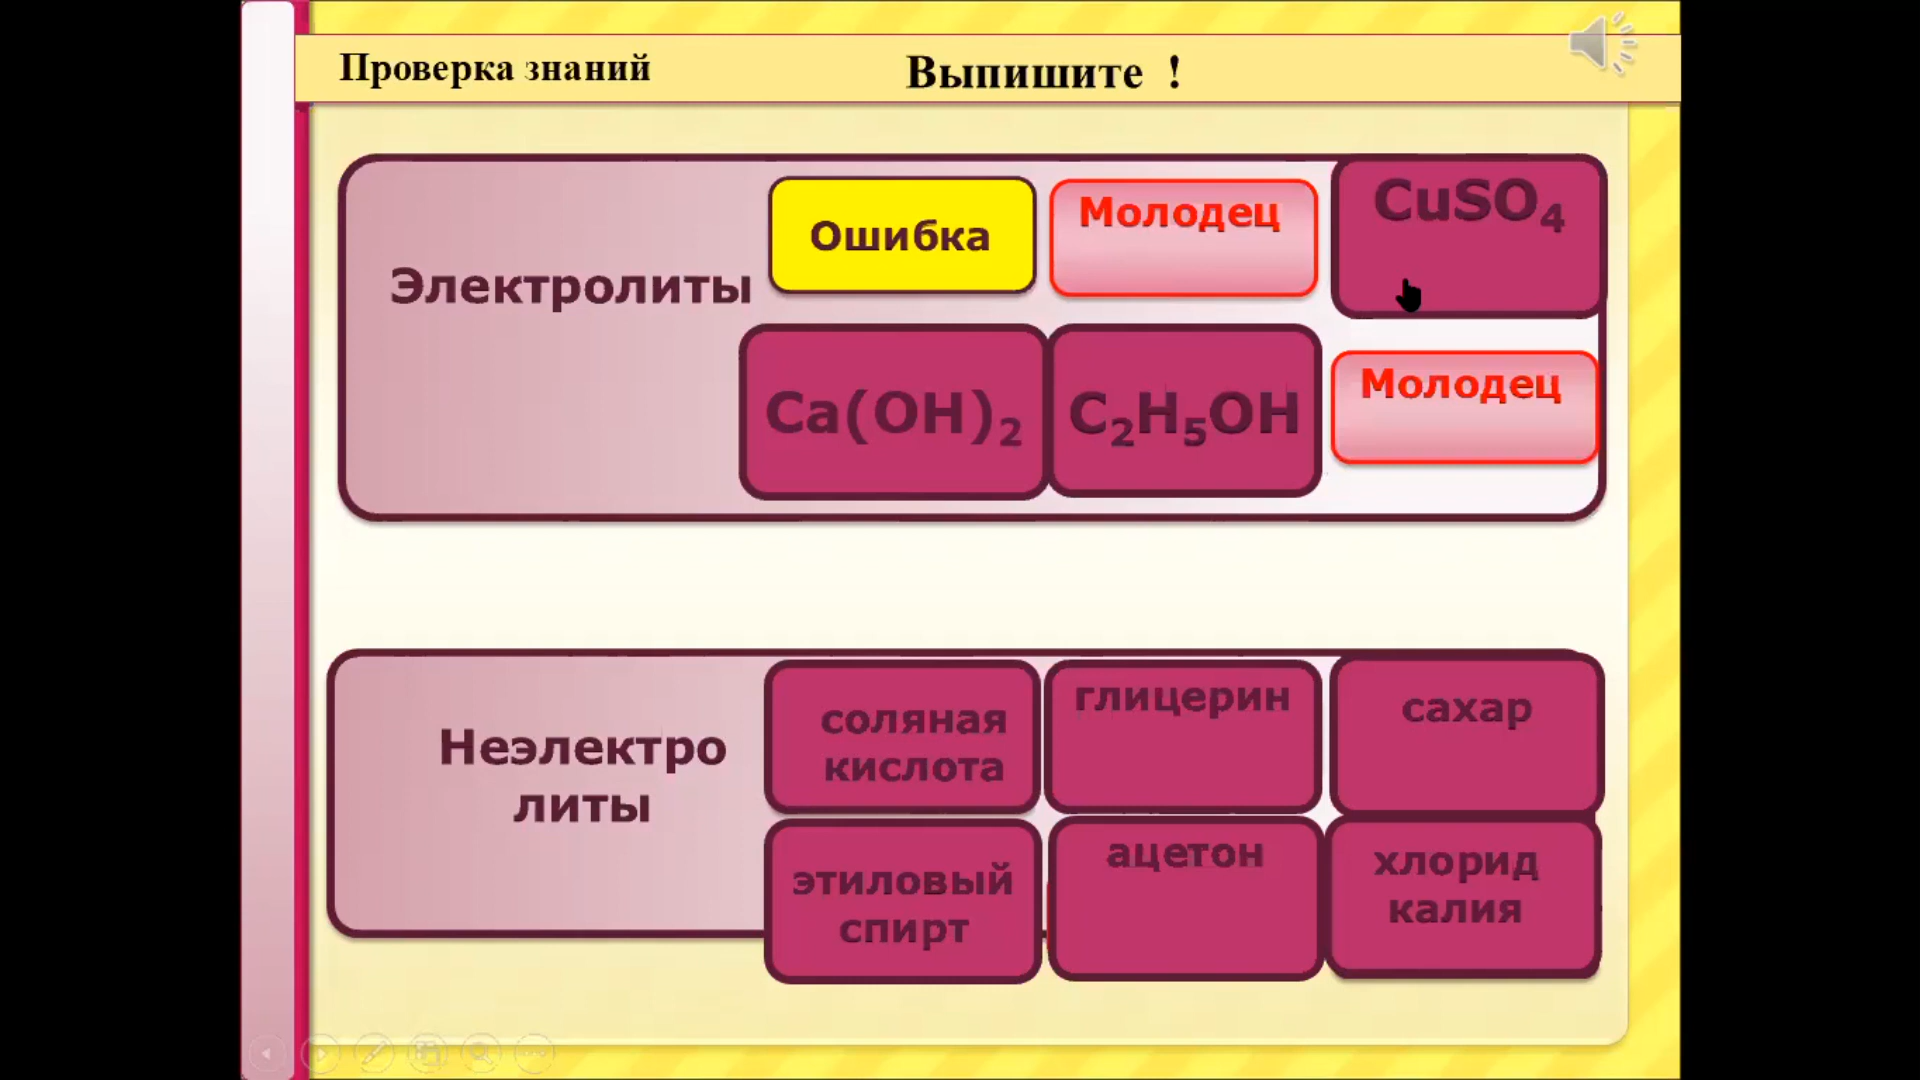 Проверка знаний
Выпишите !
Ошибка
Молодец
CuSO₄
Электролиты
Ca(OH)₂
C₂H₅OH
Молодец
соляная
кислота
глицерин
сахар
Неэлектро
литы
этиловый
спирт
ацетон
хлорид
калия